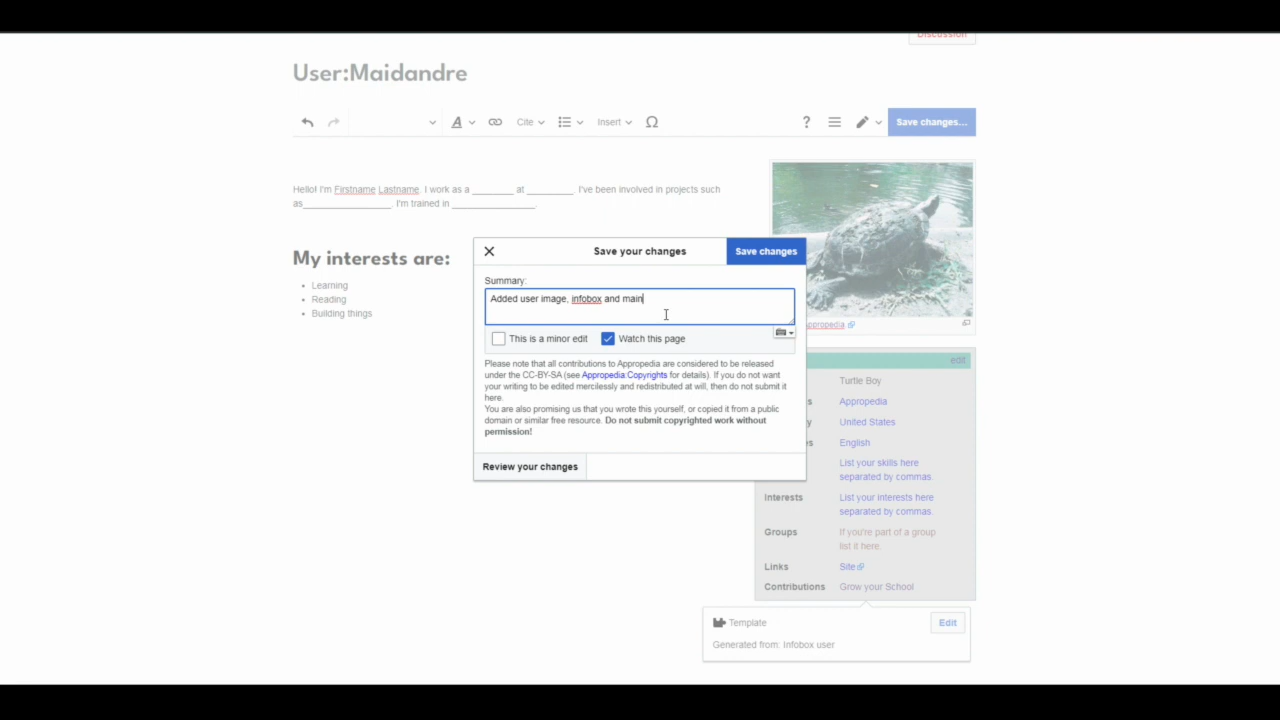 Discussion
User:Maidandre
Cite
Insert
Ω
?
Save changes...
Hello! I'm Firstname Lastname. I work as a ________ at _________. I've been involved in projects such
as_________________. I'm trained in ________________.
My interests are:
Learning
Reading
Building things
Save your changes
Save changes
Summary:
Added user image, infobox and main
This is a minor edit
Watch this page
Please note that all contributions to Appropedia are considered to be released
under the CC-BY-SA (see Appropedia:Copyrights for details). If you do not want
your writing to be edited mercilessly and redistributed at will, then do not submit it
here.
You are also promising us that you wrote this yourself, or copied it from a public
domain or similar free resource. Do not submit copyrighted work without
permission!
Review your changes
Appropedia.
edit
Turtle Boy
Appropedia
United States
English
List your skills here
separated by commas.
Interests
List your interests here
separated by commas.
Groups
If you're part of a group
list it here.
Links
Site
Contributions
Grow your School
Template
Edit
Generated from: Infobox user